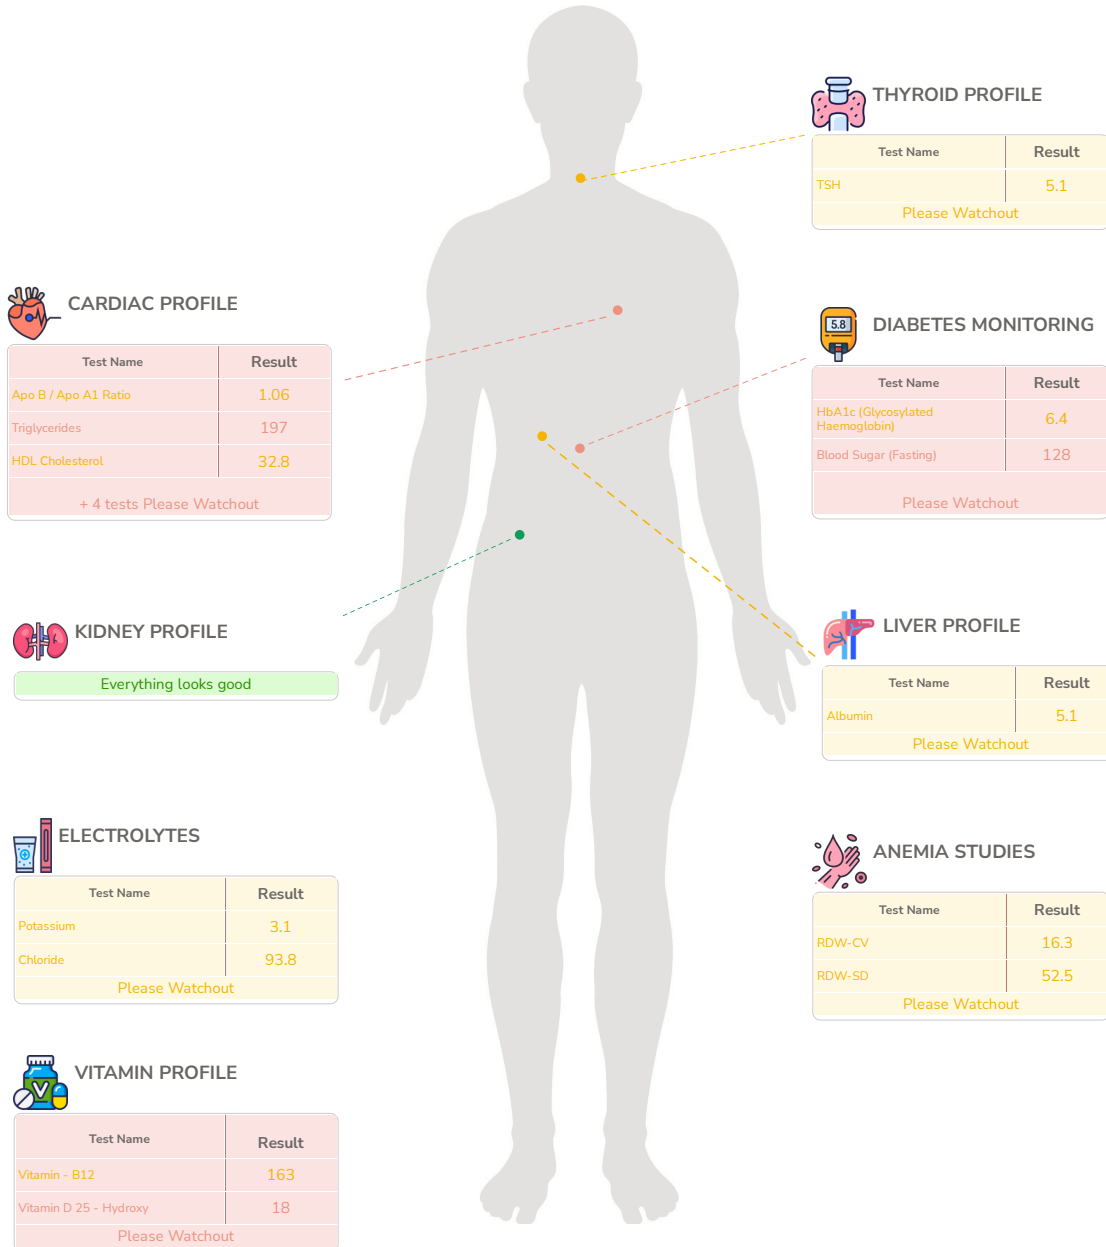 THYROID PROFILE
Test Name Result
TSH 5.1
Please Watchout
CARDIAC PROFILE
Test Name Result
Apo B / Apo A1 Ratio 1.06
Triglycerides 197
HDL Cholesterol 32.8
+ 4 tests Please Watchout
5.8
DIABETES MONITORING
Test Name Result
HbA1c (Glycosylated
Haemoglobin) 6.4
Blood Sugar (Fasting) 128
Please Watchout
KIDNEY PROFILE
Everything looks good
LIVER PROFILE
Test Name Result
Albumin 5.1
Please Watchout
ELECTROLYTES
Test Name Result
Potassium 3.1
Chloride 93.8
Please Watchout
ANEMIA STUDIES
Test Name Result
RDW-CV 16.3
RDW-SD 52.5
Please Watchout
V
VITAMIN PROFILE
Test Name Result
Vitamin - B12 163
Vitamin D 25 - Hydroxy 18
Please Watchout